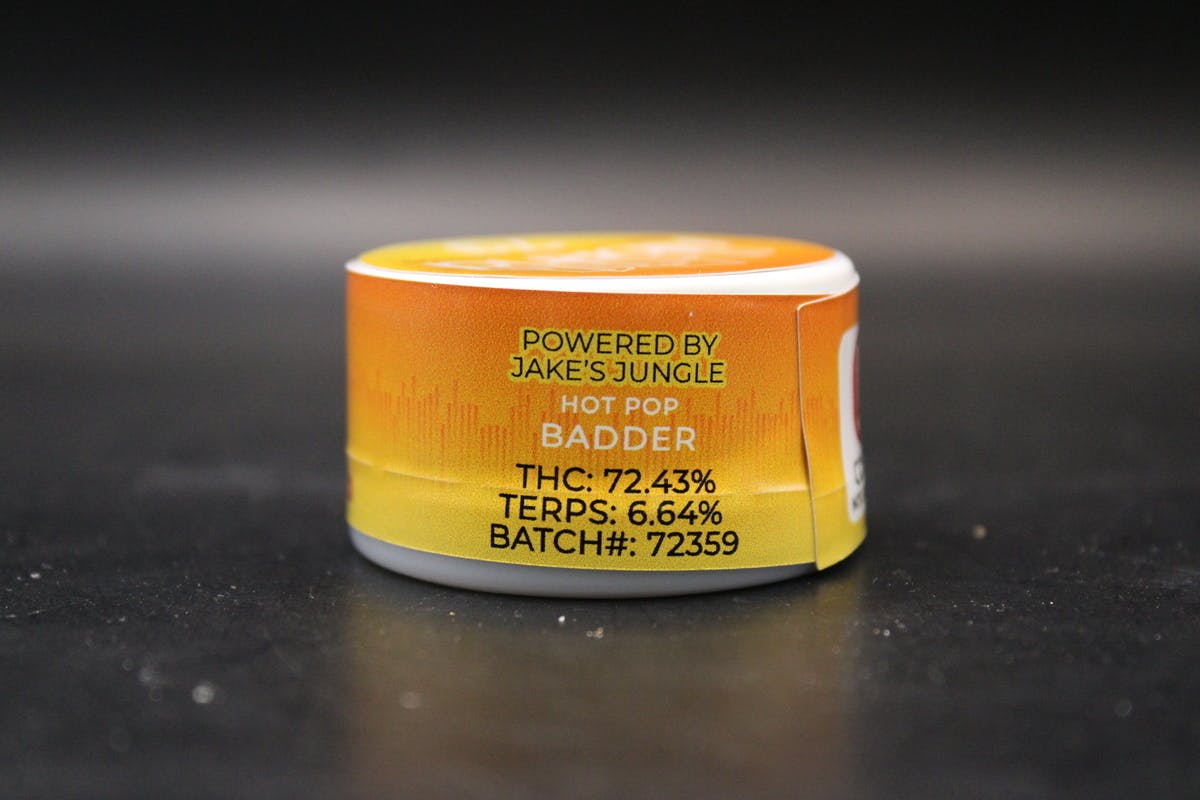 POWERED BY
JAKE'S JUNGLE
HOT POP
BADDER
THC: 72.43%
TERPS: 6.64%
BATCH#: 72359